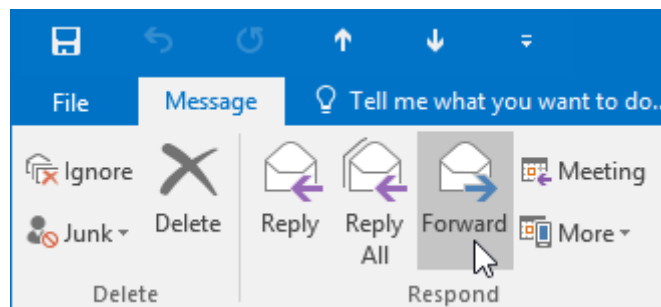 File Message Tell me what you want to do...
Ignore
Junk
Delete
Reply
Reply
All
Forward
Meeting
More
Delete Respond